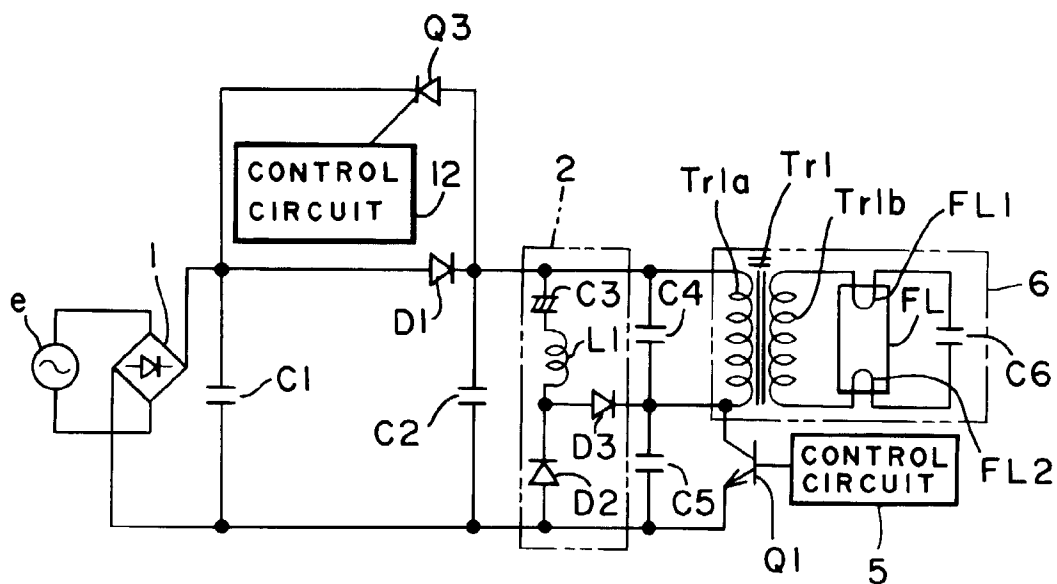 Q3
CONTROL
CIRCUIT
12
2
Tr1a
Tr1
Tr1b
FL1
1
e
D1
C3
C4
FL
6
L1
C1
C2
D3
C6
D2
C5
CONTROL
CIRCUIT
FL2
Q1
5